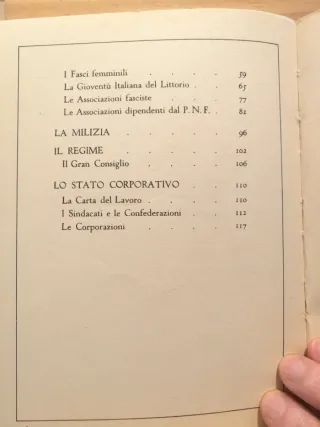 I Fasci femminili . . . . 59
La Gioventù Italiana del Littorio . . 65
Le Associazioni fasciste . . . 77
Le Associazioni dipendenti dal P. N. F. . 82
LA MILIZIA . . . . . 96
IL REGIME . . . . . 102
Il Gran Consiglio . . . . 106
LO STATO CORPORATIVO . . . 110
La Carta del Lavoro . . . . 110
I Sindacati e le Confederazioni . . 112
Le Corporazioni . . . . 117